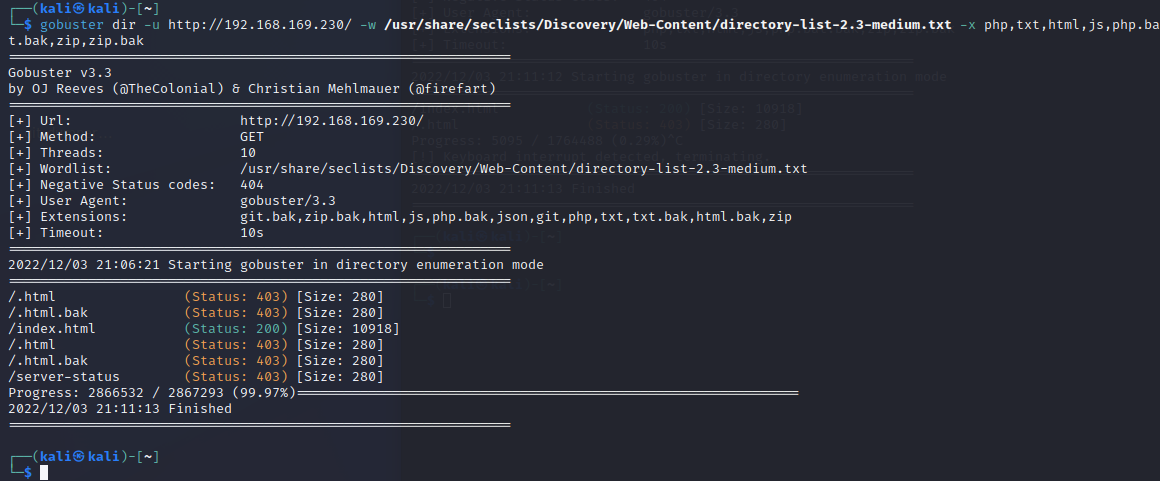 ┌──(kali㉿kali)-[~]
└─$ gobuster dir -u http://192.168.169.230/ -w /usr/share/seclists/Discovery/Web-Content/directory-list-2.3-medium.txt -x php,txt,html,js,php.ba
t.bak,zip,zip.bak
===============================================================
Gobuster v3.3
by OJ Reeves (@TheColonial) & Christian Mehlmauer (@firefart)
===============================================================
[+] Url:                     http://192.168.169.230/
[+] Method:                  GET
[+] Threads:                 10
[+] Wordlist:                /usr/share/seclists/Discovery/Web-Content/directory-list-2.3-medium.txt
[+] Negative Status codes:   404
[+] User Agent:              gobuster/3.3
[+] Extensions:              git.bak,zip.bak,html,js,php.bak,json,git,php,txt,txt.bak,html.bak,zip
[+] Timeout:                 10s
===============================================================
2022/12/03 21:06:21 Starting gobuster in directory enumeration mode
===============================================================
/.html                (Status: 403) [Size: 280]
/.html.bak            (Status: 403) [Size: 280]
/index.html           (Status: 200) [Size: 10918]
/.html                (Status: 403) [Size: 280]
/.html.bak            (Status: 403) [Size: 280]
/server-status        (Status: 403) [Size: 280]
Progress: 2866532 / 2867293 (99.97%)===============================================================
2022/12/03 21:11:13 Finished
===============================================================
┌──(kali㉿kali)-[~]
└─$